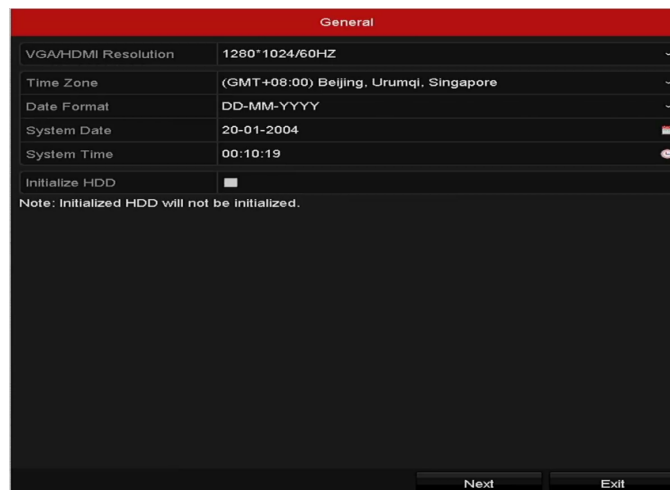 General
VGA/HDMI Resolution 1280*1024/60HZ
Time Zone (GMT+08:00) Beijing, Urumqi, Singapore
Date Format DD-MM-YYYY
System Date 20-01-2004
System Time 00:10:19
Initialize HDD
Note: Initialized HDD will not be initialized.
Next Exit